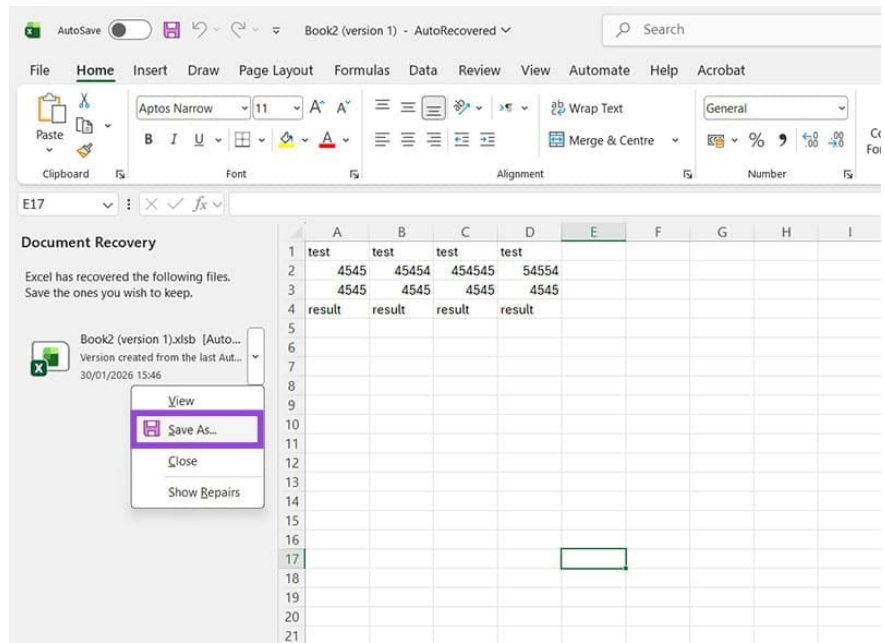 AutoSave Book2 (version 1) - AutoRecovered Search
File Home Insert Draw Page Layout Formulas Data Review View Automate Help Acrobat
Paste Aptos Narrow 11 Wrap Text General
B I U Merge & Centre %
Clipboard Font Alignment Number
E17 fx
Document Recovery
Excel has recovered the following files.
Save the ones you wish to keep.
Book2 (version 1).xlsb [Auto...
Version created from the last Aut...
30/01/2026 15:46
View
Save As...
Close
Show Repairs
A B C D E F G H I
1 test test test test
2 4545 45454 454545 54554
3 4545 4545 4545 4545
4 result result result result
5
6
7
8
9
10
11
12
13
14
15
16
17
18
19
20
21